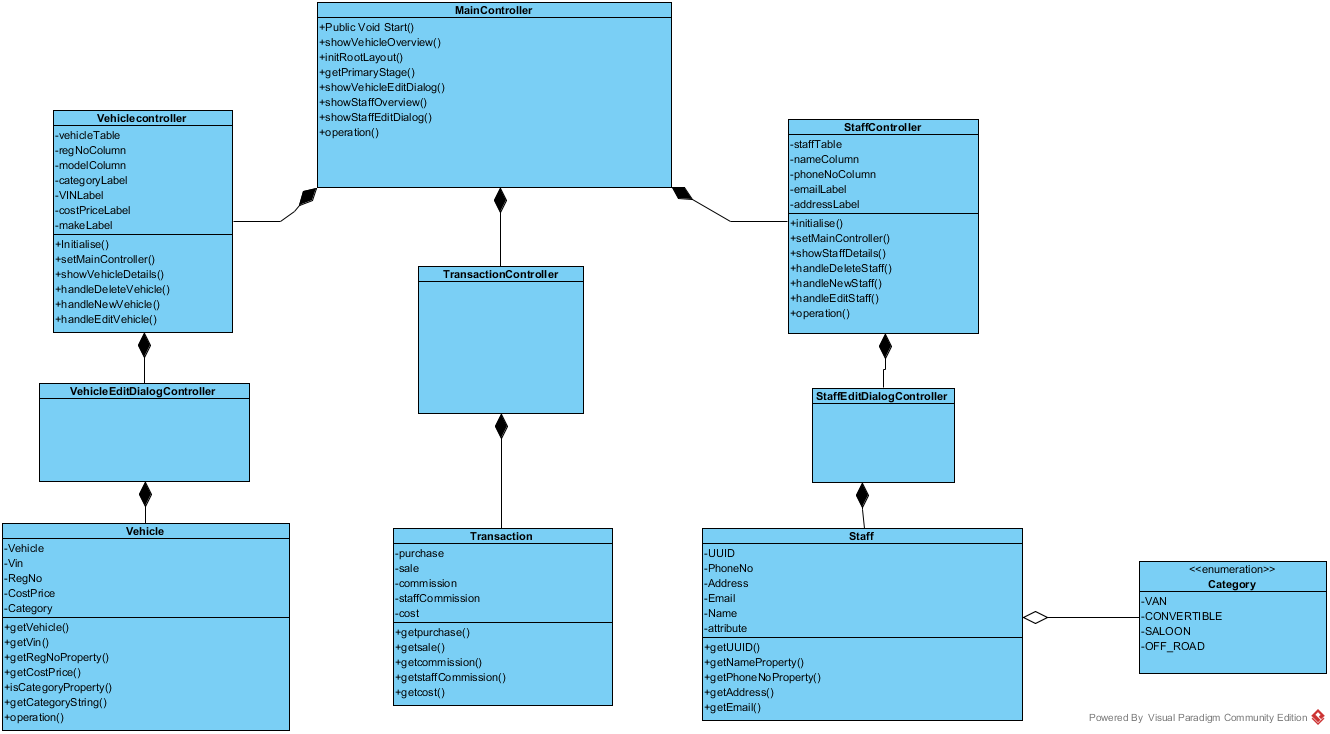 MainController
+Public Void Start()
+showVehicleOverview()
+initRootLayout()
+getPrimaryStage()
+showVehicleEditDialog()
+showStaffOverview()
+showStaffEditDialog()
+operation()
Vehiclecontroller
-vehicleTable
-regNoColumn
-modelColumn
-categoryLabel
-VINLabel
-costPriceLabel
-makeLabel
+Initialise()
+setMainController()
+showVehicleDetails()
+handleDeleteVehicle()
+handleNewVehicle()
+handleEditVehicle()
StaffController
-staffTable
-nameColumn
-phoneNoColumn
-emailLabel
-addressLabel
+initialise()
+setMainController()
+showStaffDetails()
+handleDeleteStaff()
+handleNewStaff()
+handleEditStaff()
+operation()
TransactionController
VehicleEditDialogController
StaffEditDialogController
Vehicle
-Vehicle
-Vin
-RegNo
-CostPrice
-Category
+getVehicle()
+getVin()
+getRegNoProperty()
+getCostPrice()
+isCategoryProperty()
+getCategoryString()
+operation()
Transaction
-purchase
-sale
-commission
-staffCommission
-cost
+getpurchase()
+getsale()
+getcommission()
+getstaffCommission()
+getcost()
Staff
-UUID
-PhoneNo
-Address
-Email
-Name
-attribute
+getUUID()
+getNameProperty()
+getPhoneNoProperty()
+getAddress()
+getEmail()
<<enumeration>>
Category
-VAN
-CONVERTIBLE
-SALOON
-OFF_ROAD
Powered By Visual Paradigm Community Edition